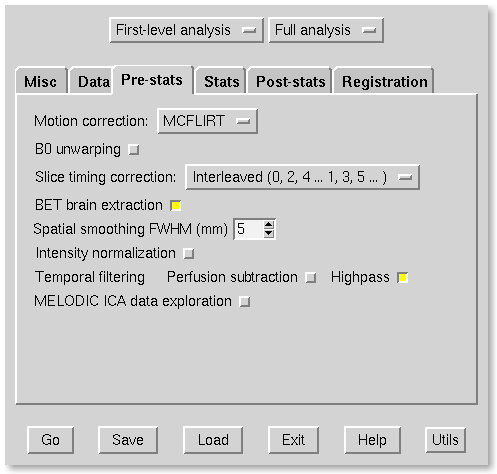 First-level analysis Full analysis
Misc Data Pre-stats Stats Post-stats Registration
Motion correction: MCFLIRT
B0 unwarping
Slice timing correction: Interleaved (0, 2, 4 ... 1, 3, 5 ... )
BET brain extraction
Spatial smoothing FWHM (mm) 5
Intensity normalization
Temporal filtering Perfusion subtraction Highpass
MELODIC ICA data exploration
Go Save Load Exit Help Utils